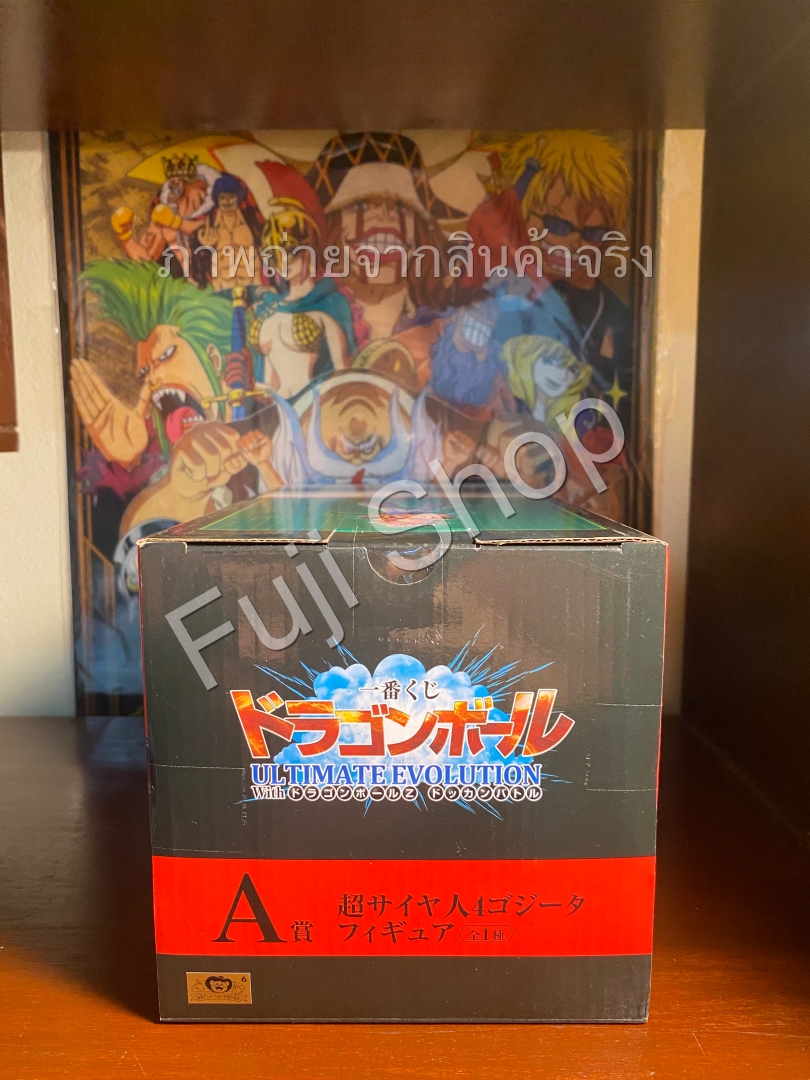 ภาพถ่ายจากสินค้าจริง
Fuji Shop
一番くじ
ドラゴンボール
ULTIMATE EVOLUTION
With ドラゴンボールZ ドッカンバトル
A賞
超サイヤ人4ゴジータ
フィギュア〈全1種〉
6